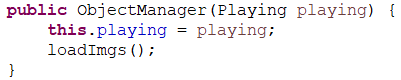 public ObjectManager(Playing playing) {
    this.playing = playing;
    loadImgs();
}